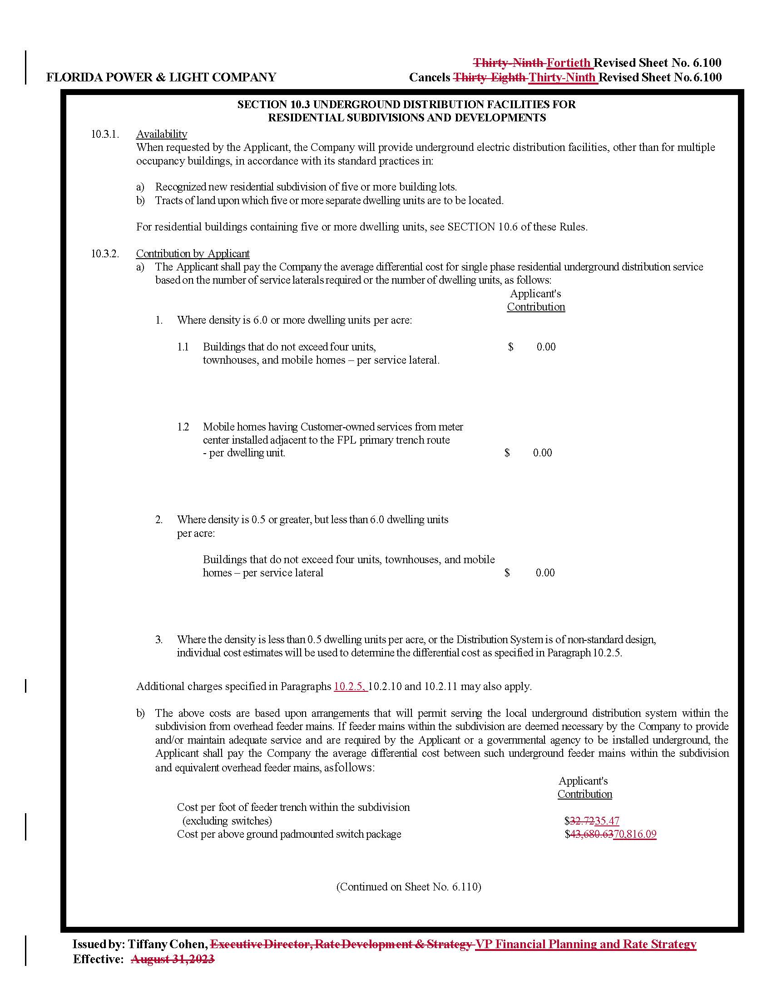 Thirty-Ninth Fortieth Revised Sheet No. 6.100
FLORIDA POWER & LIGHT COMPANY
Cancels Thirty-Eighth Thirty-Ninth Revised Sheet No. 6.100
SECTION 10.3 UNDERGROUND DISTRIBUTION FACILITIES FOR
RESIDENTIAL SUBDIVISIONS AND DEVELOPMENTS
10.3.1. Availability
When requested by the Applicant, the Company will provide underground electric distribution facilities, other than for multiple
occupancy buildings, in accordance with its standard practices in:
a) Recognized new residential subdivision of five or more building lots.
b) Tracts of land upon which five or more separate dwelling units are to be located.
For residential buildings containing five or more dwelling units, see SECTION 10.6 of these Rules.
10.3.2. Contribution by Applicant
a) The Applicant shall pay the Company the average differential cost for single phase residential underground distribution service
based on the number of service laterals required or the number of dwelling units, as follows:
Applicant's
Contribution
1. Where density is 6.0 or more dwelling units per acre:
1.1 Buildings that do not exceed four units, $ 0.00
townhouses, and mobile homes – per service lateral.
1.2 Mobile homes having Customer-owned services from meter
center installed adjacent to the FPL primary trench route
- per dwelling unit. $ 0.00
2. Where density is 0.5 or greater, but less than 6.0 dwelling units
per acre:
Buildings that do not exceed four units, townhouses, and mobile
homes – per service lateral $ 0.00
3. Where the density is less than 0.5 dwelling units per acre, or the Distribution System is of non-standard design,
individual cost estimates will be used to determine the differential cost as specified in Paragraph 10.2.5.
Additional charges specified in Paragraphs 10.2.5, 10.2.10 and 10.2.11 may also apply.
b) The above costs are based upon arrangements that will permit serving the local underground distribution system within the
subdivision from overhead feeder mains. If feeder mains within the subdivision are deemed necessary by the Company to provide
and/or maintain adequate service and are required by the Applicant or a governmental agency to be installed underground, the
Applicant shall pay the Company the average differential cost between such underground feeder mains within the subdivision
and equivalent overhead feeder mains, asfollows:
Applicant's
Contribution
Cost per foot of feeder trench within the subdivision
(excluding switches) $32.7235.47
Cost per above ground padmounted switch package $43,680.6370,816.09
(Continued on Sheet No. 6.110)
Issued by: Tiffany Cohen, Executive Director, Rate Development & Strategy VP Financial Planning and Rate Strategy
Effective: August 31, 2023